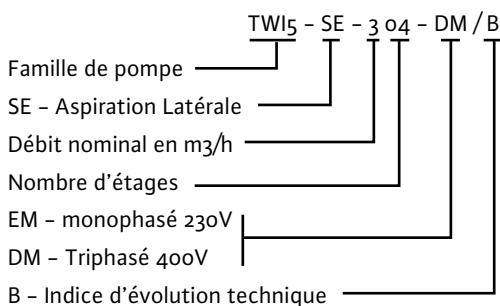 TWI5 – SE – 3 04 – DM / B
Famille de pompe
SE – Aspiration Latérale
Débit nominal en m3/h
Nombre d'étages
EM – monophasé 230V
DM – Triphasé 400V
B – Indice d'évolution technique